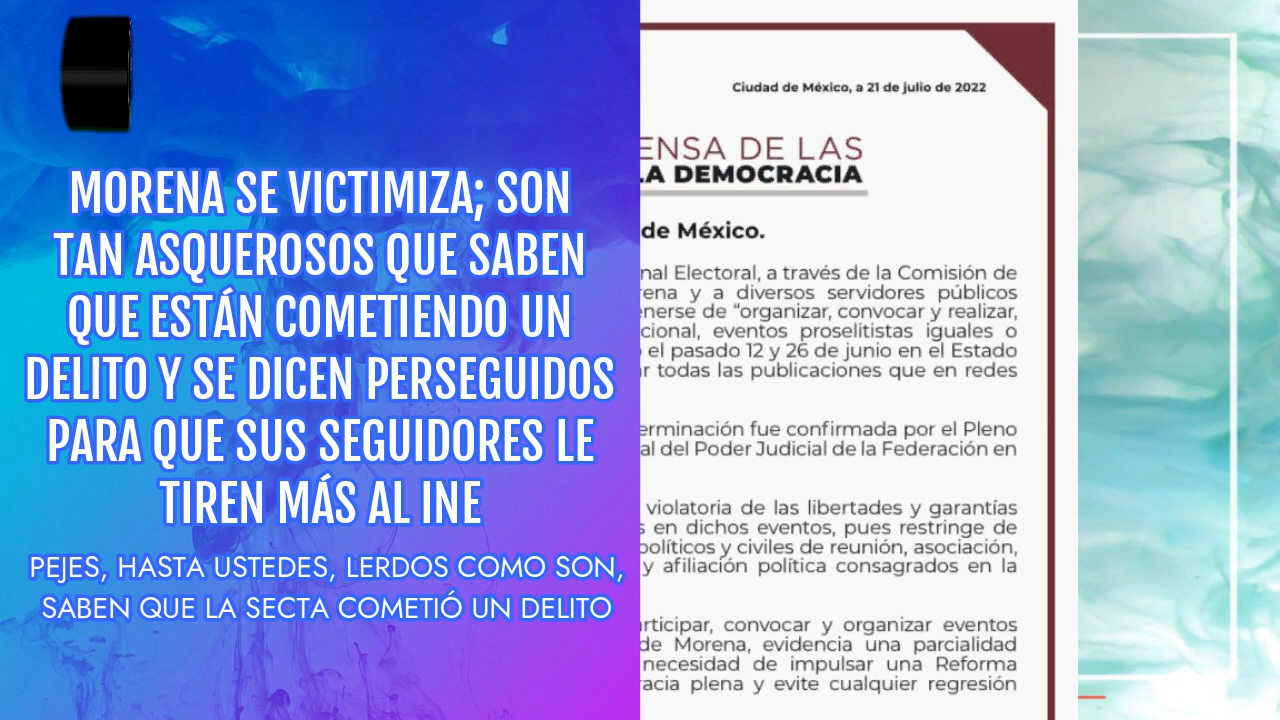 MORENA SE VICTIMIZA; SON
TAN ASQUEROSOS QUE SABEN
QUE ESTÁN COMETIENDO UN
DELITO Y SE DICEN PERSEGUIDOS
PARA QUE SUS SEGUIDORES LE
TIREN MÁS AL INE
PEJES, HASTA USTEDES, LERDOS COMO SON,
SABEN QUE LA SECTA COMETIÓ UN DELITO
Ciudad de México, a 21 de julio de 2022
ENSA DE LAS
LA DEMOCRACIA
de México.
nal Electoral, a través de la Comisión de
rena y a diversos servidores públicos
enerse de “organizar, convocar y realizar,
cional, eventos proselitistas iguales o
el pasado 12 y 26 de junio en el Estado
ar todas las publicaciones que en redes
erminación fue confirmada por el Pleno
al del Poder Judicial de la Federación en
violatoria de las libertades y garantías
s en dichos eventos, pues restringe de
políticos y civiles de reunión, asociación,
y afiliación política consagrados en la
articipar, convocar y organizar eventos
de Morena, evidencia una parcialidad
necesidad de impulsar una Reforma
racia plena y evite cualquier regresión